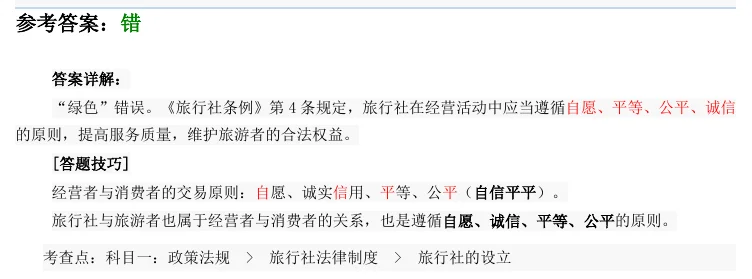 参考答案：错
答案详解：
“绿色”错误。《旅行社条例》第 4 条规定，旅行社在经营活动中应当遵循自愿、平等、公平、诚信
的原则，提高服务质量，维护旅游者的合法权益。
[答题技巧]
经营者与消费者的交易原则：自愿、诚实信用、平等、公平（自信平平）。
旅行社与旅游者也属于经营者与消费者的关系，也是遵循自愿、诚信、平等、公平的原则。
考查点：科目一：政策法规 > 旅行社法律制度 > 旅行社的设立